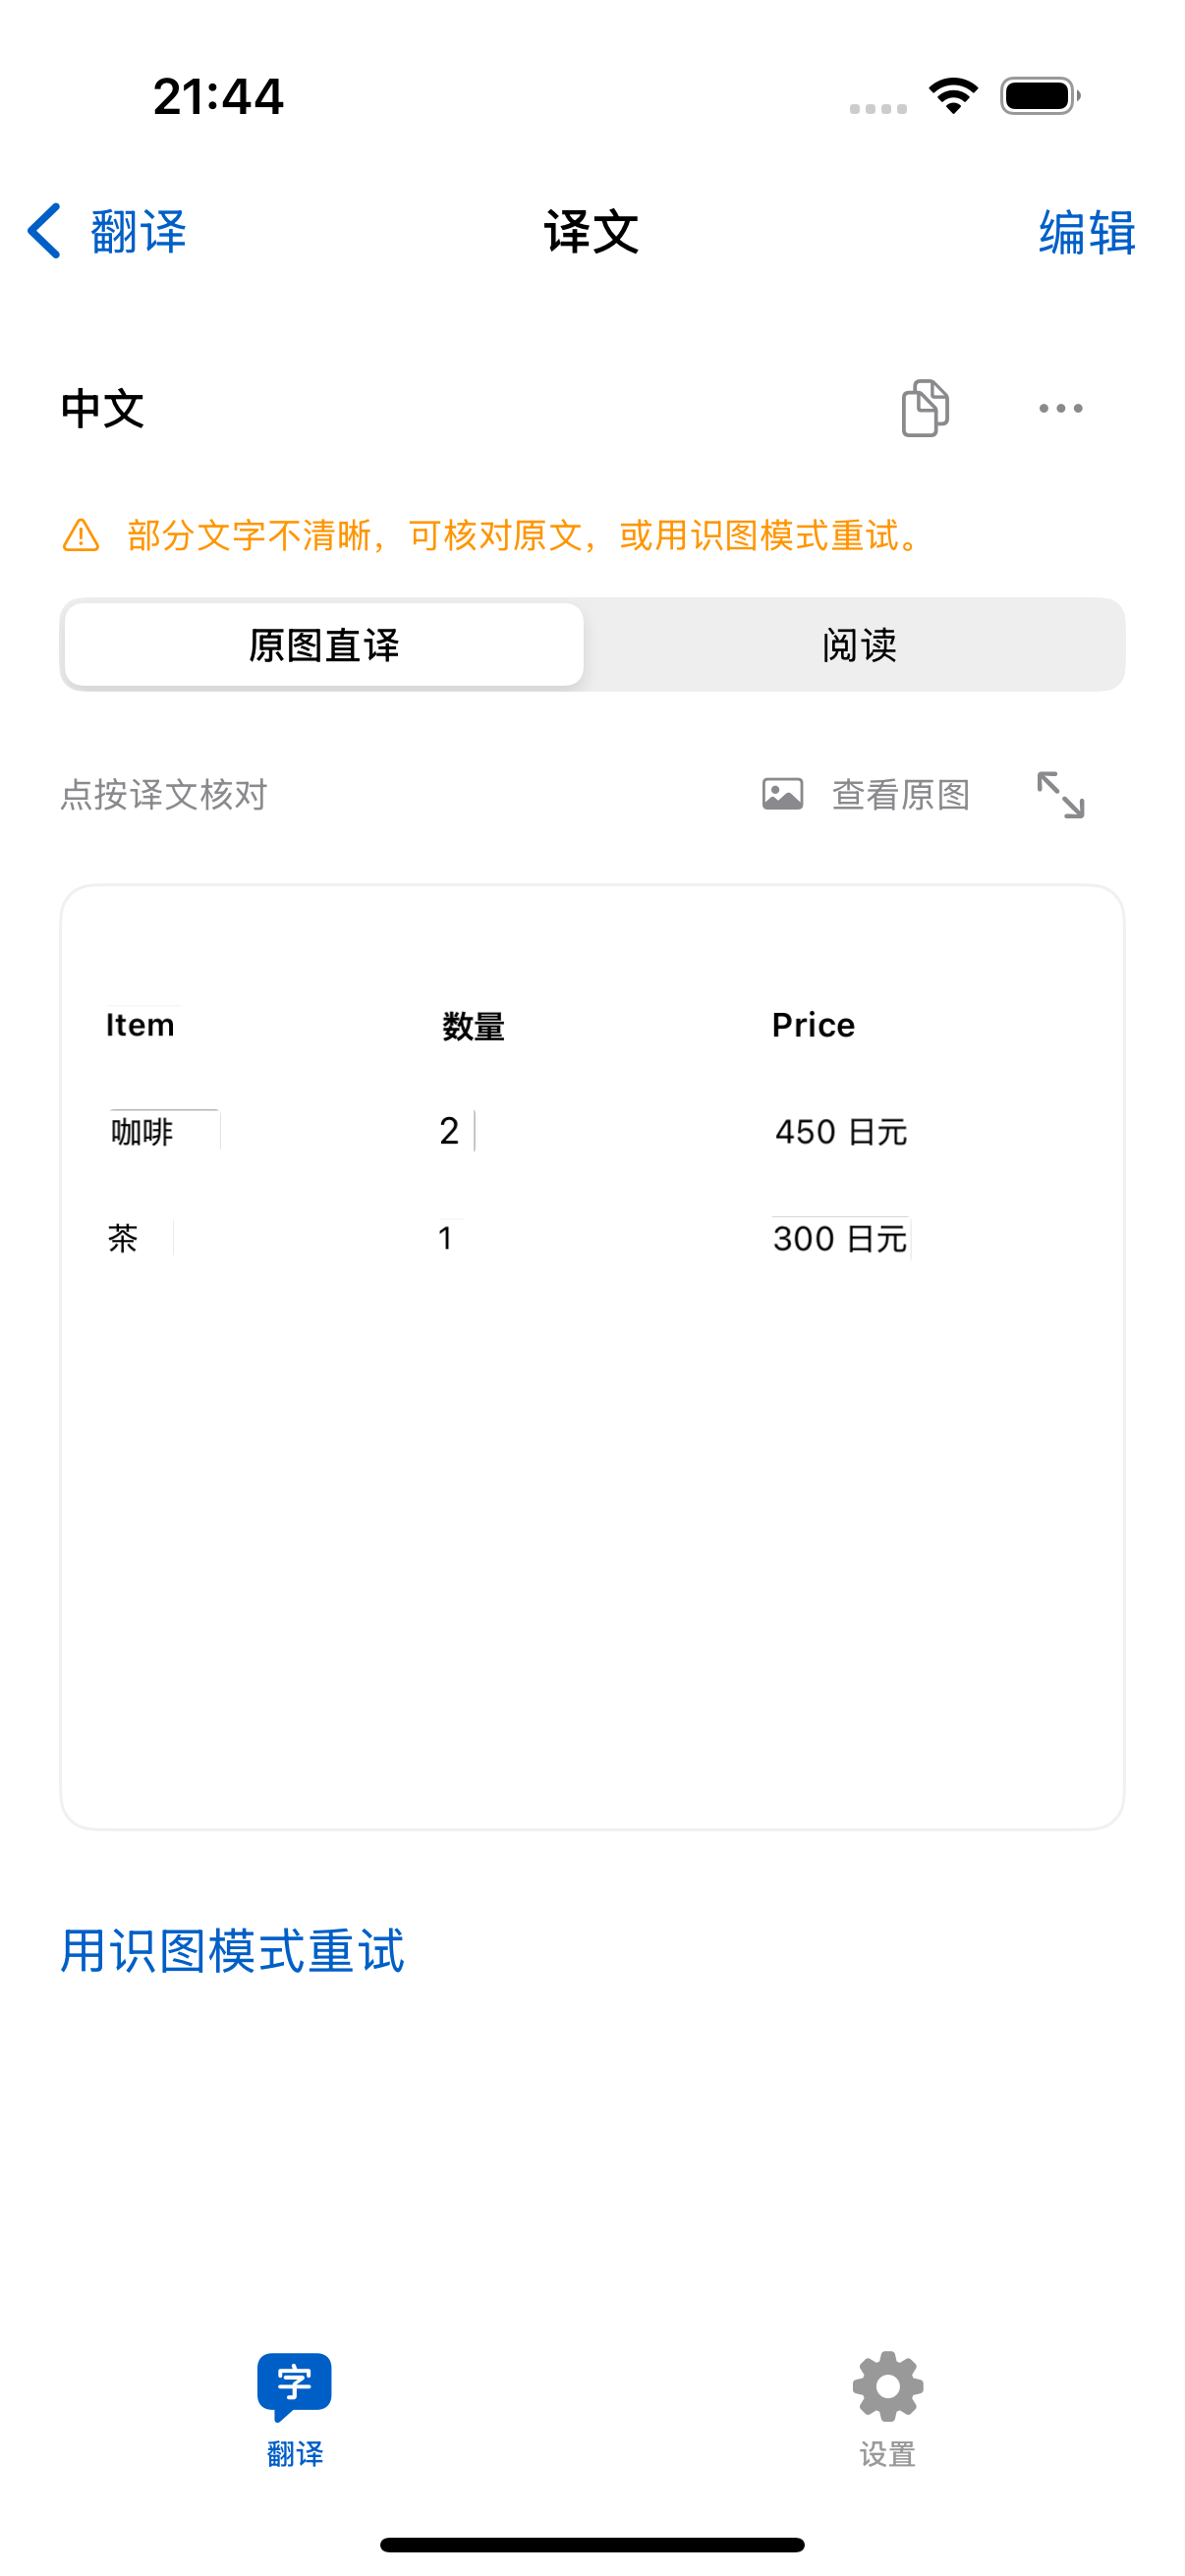 21:44
翻译 译文 编辑
中文
部分文字不清晰，可核对原文，或用识图模式重试。
原图直译 阅读
点按译文核对 查看原图
Item 数量 Price
咖啡 2 450 日元
茶 1 300 日元
用识图模式重试
字
翻译 设置